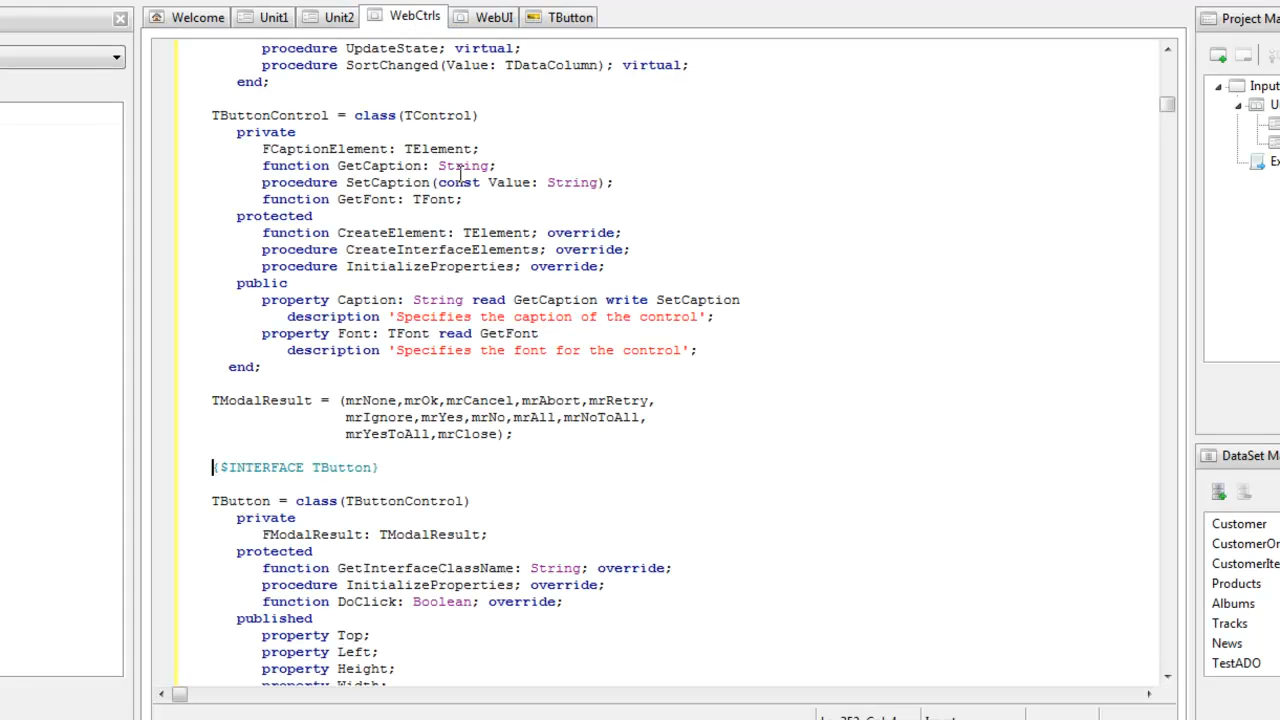 Welcome Unit1 Unit2 WebCtrls WebUI TButton
Project Ma
procedure UpdateState; virtual;
procedure SortChanged(Value: TDataColumn); virtual;
end;
TButtonControl = class(TControl)
private
FCaptionElement: TElement;
function GetCaption: String;
procedure SetCaption(const Value: String);
function GetFont: TFont;
protected
function CreateElement: TElement; override;
procedure CreateInterfaceElements; override;
procedure InitializeProperties; override;
public
property Caption: String read GetCaption write SetCaption
description 'Specifies the caption of the control';
property Font: TFont read GetFont
description 'Specifies the font for the control';
end;
TModalResult = (mrNone,mrOk,mrCancel,mrAbort,mrRetry,
mrIgnore,mrYes,mrNo,mrAll,mrNoToAll,
mrYesToAll,mrClose);
{$INTERFACE TButton}
TButton = class(TButtonControl)
private
FModalResult: TModalResult;
protected
function GetInterfaceClassName: String; override;
procedure InitializeProperties; override;
function DoClick: Boolean; override;
published
property Top;
property Left;
property Height;
property Width;
Input
U
Ex
DataSet Ma
Customer
CustomerOr
CustomerIte
Products
Albums
Tracks
News
TestADO